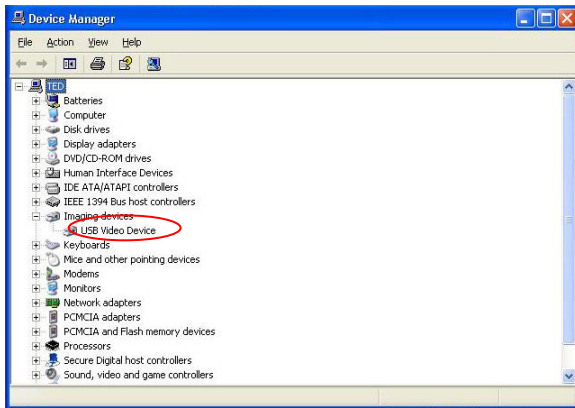 Device Manager
File Action View Help
TED
Batteries
Computer
Disk drives
Display adapters
DVD/CD-ROM drives
Human Interface Devices
IDE ATA/ATAPI controllers
IEEE 1394 Bus host controllers
Imaging devices
USB Video Device
Keyboards
Mice and other pointing devices
Modems
Monitors
Network adapters
PCMCIA adapters
PCMCIA and Flash memory devices
Processors
Secure Digital host controllers
Sound, video and game controllers